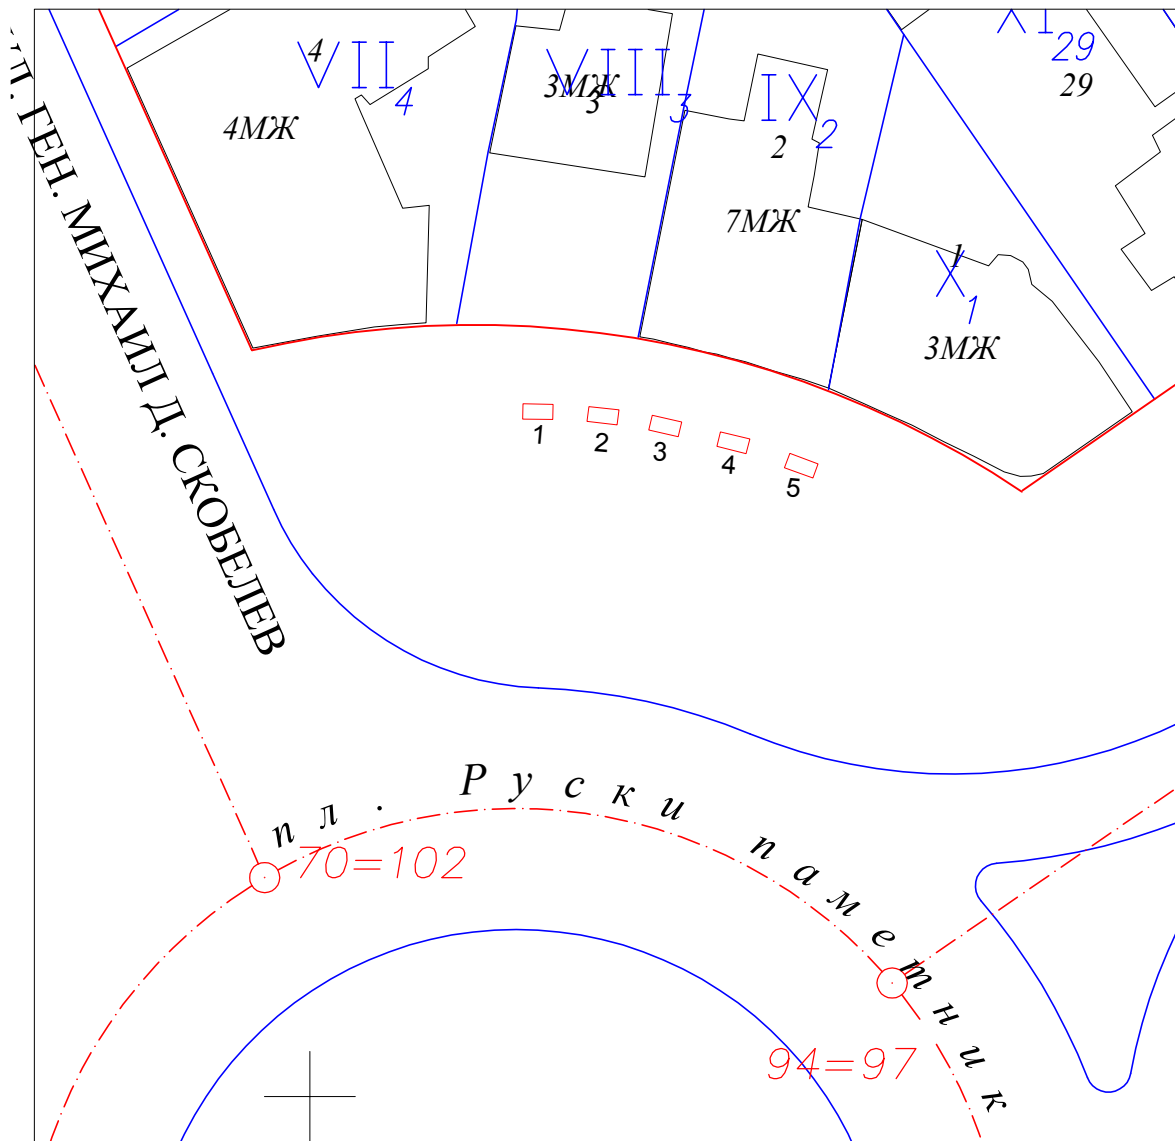 VII
4
4
4МЖ
VIII
3
3МЖ
3
IX
2
2
7МЖ
XI
29
29
X
1
1
3МЖ
УЛ. ГЕН. МИХАИЛ Д. СКОБЕЛЕВ
1
2
3
4
5
пл. Руски паметник
70=102
94=97